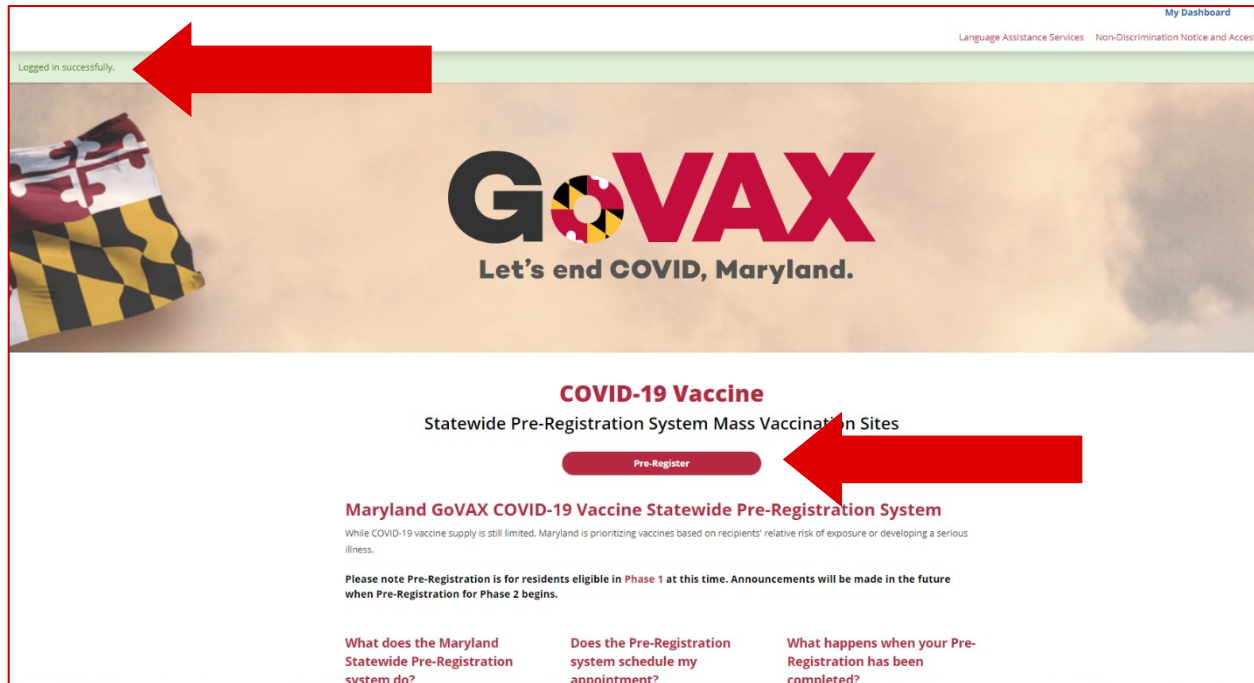 My Dashboard
Language Assistance Services Non-Discrimination Notice and
Logged in successfully.
GoVAX
Let's end COVID, Maryland.
COVID-19 Vaccine
Statewide Pre-Registration System Mass Vaccination Sites
Pre-Register
Maryland GoVAX COVID-19 Vaccine Statewide Pre-Registration System
While COVID-19 vaccine supply is still limited, Maryland is prioritizing vaccines based on recipients' relative risk of exposure or developing a serious
illness.
Please note Pre-Registration is for residents eligible in Phase 1 at this time. Announcements will be made in the future
when Pre-Registration for Phase 2 begins.
What does the Maryland
Statewide Pre-Registration
system do?
Does the Pre-Registration
system schedule my
appointment?
What happens when your Pre-
Registration has been
completed?